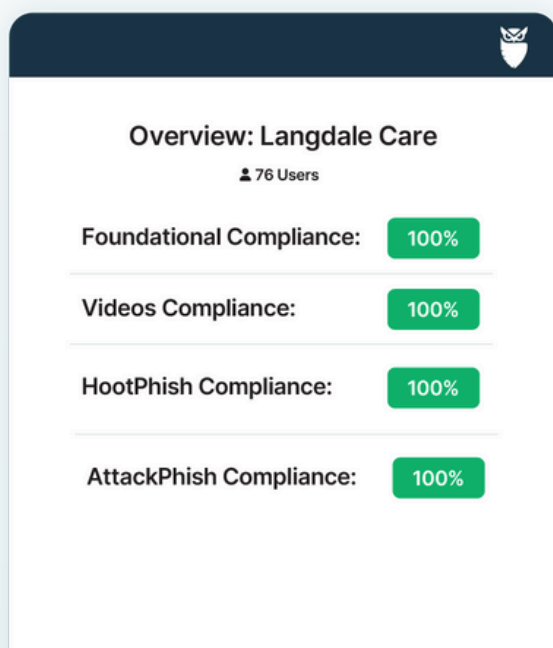 Overview: Langdale Care
76 Users
Foundational Compliance: 100%
Videos Compliance: 100%
HootPhish Compliance: 100%
AttackPhish Compliance: 100%